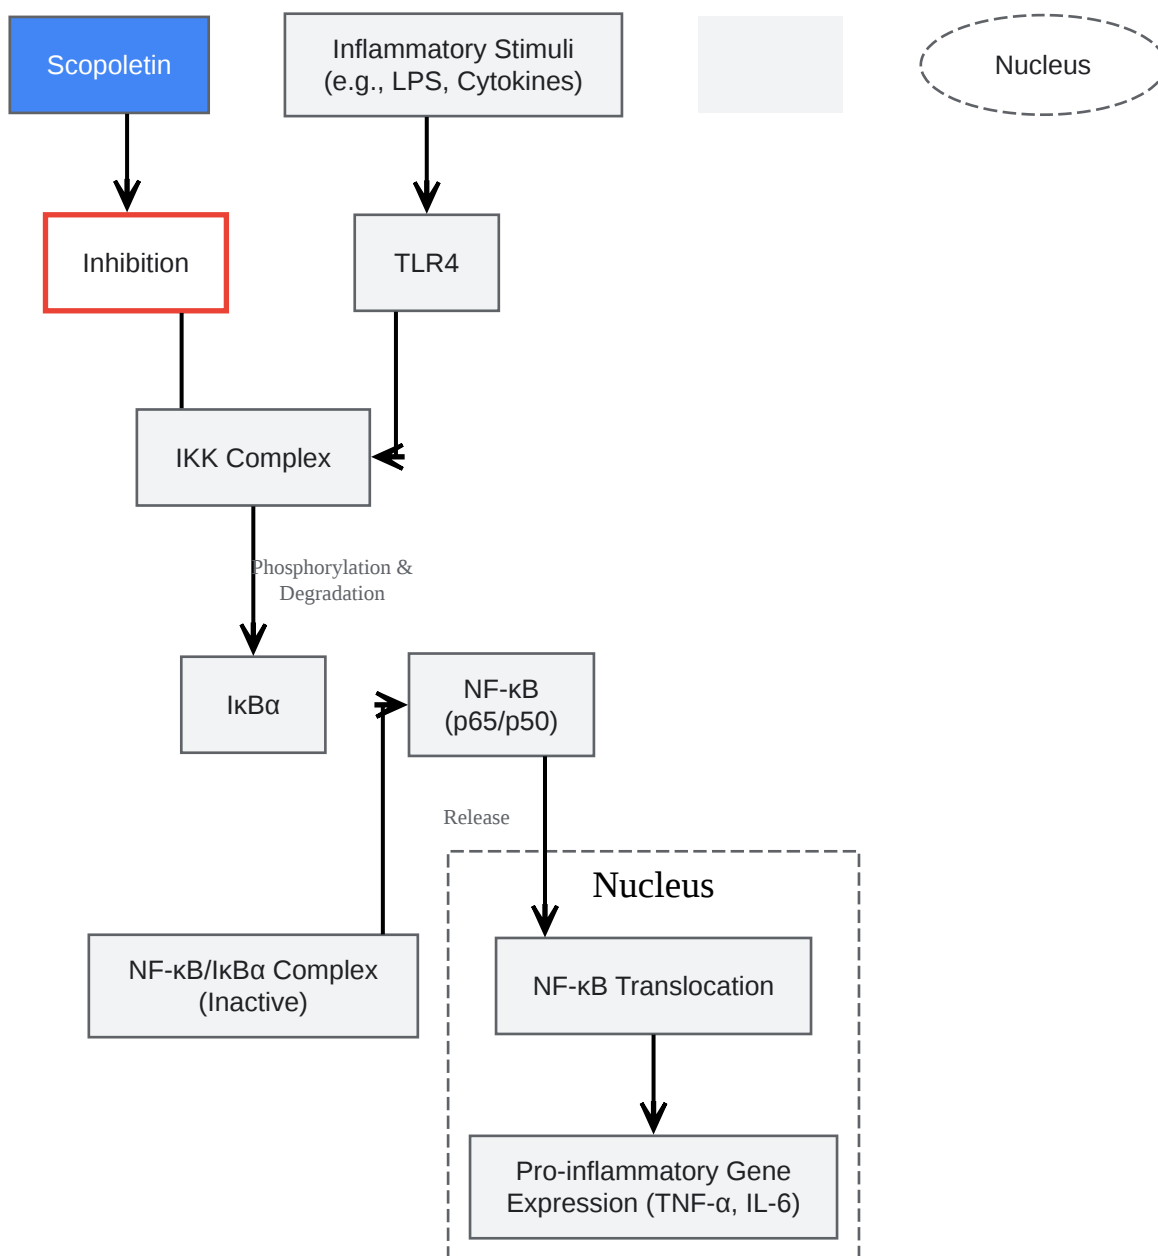 Scopoletin
Inflammatory Stimuli
(e.g., LPS, Cytokines)
Nucleus
Inhibition
TLR4
IKK Complex
Phosphorylation &
Degradation
IκBα
NF-κB
(p65/p50)
Release
Nucleus
NF-κB/IκBα Complex
(Inactive)
NF-κB Translocation
Pro-inflammatory Gene
Expression (TNF-α, IL-6)